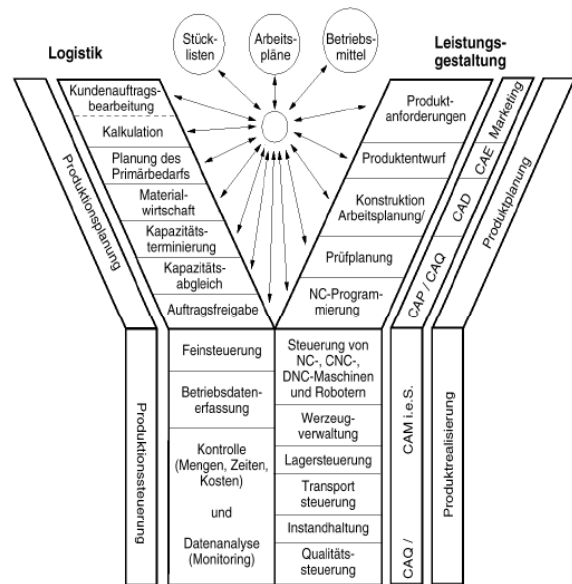 Logistik
Stück-
listen
Arbeits-
pläne
Betriebs-
mittel
Leistungs-
gestaltung
Kundenauftrags-
bearbeitung
Kalkulation
Planung des
Primärbedarfs
Material-
wirtschaft
Kapazitäts-
terminierung
Kapazitäts-
abgleich
Auftragsfreigabe
Produktionsplanung
Produkt-
anforderungen
Produktentwurf
Konstruktion
Arbeitsplanung/
Prüfplanung
NC-Program-
mierung
Marketing
CAE
CAD
CAP / CAQ
Produktplanung
Feinsteuerung
Betriebsdaten-
erfassung
Kontrolle
(Mengen, Zeiten,
Kosten)
und
Datenanalyse
(Monitoring)
Produktionssteuerung
Steuerung von
NC-, CNC-,
DNC-Maschinen
und Robotern
Werzeug-
verwaltung
Lagersteuerung
Transport
steuerung
Instandhaltung
Qualitäts-
steuerung
CAQ / CAM i.e.S.
Produktrealisierung